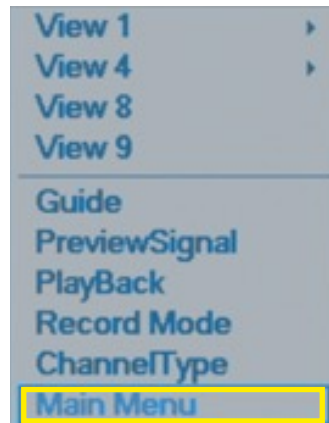 View 1
View 4
View 8
View 9
Guide
PreviewSignal
PlayBack
Record Mode
ChannelType
Main Menu